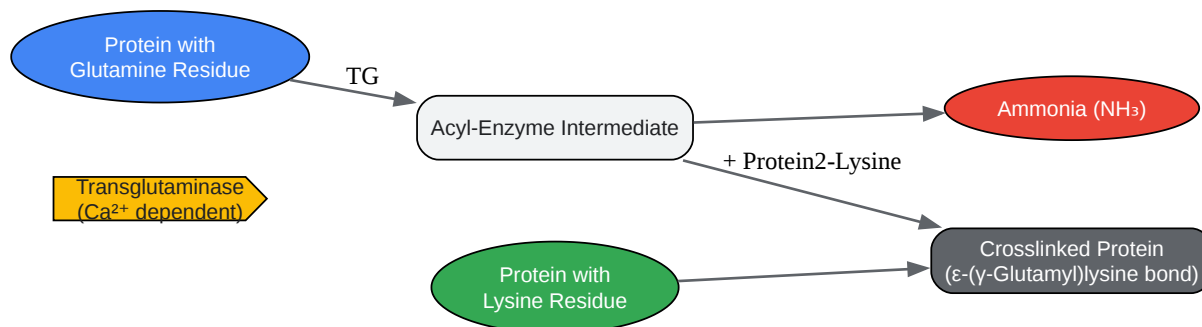 Protein with
Glutamine Residue
TG
Acyl-Enzyme Intermediate
Ammonia (NH₃)
+ Protein2-Lysine
Transglutaminase
(Ca²⁺ dependent)
Protein with
Lysine Residue
Crosslinked Protein
(ε-(γ-Glutamyl)lysine bond)